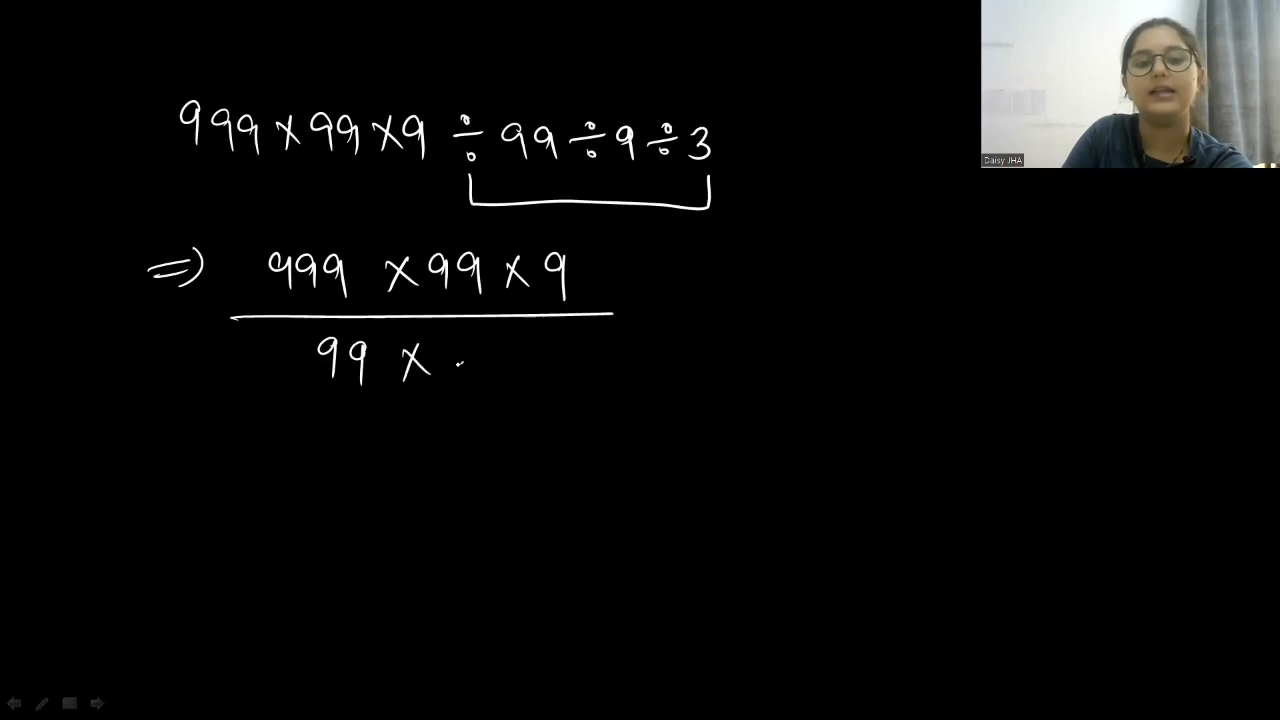 999 × 99 × 9 ÷ 99 ÷ 9 ÷ 3
⇒ 999 × 99 × 9
99 × .
Daisy JHA